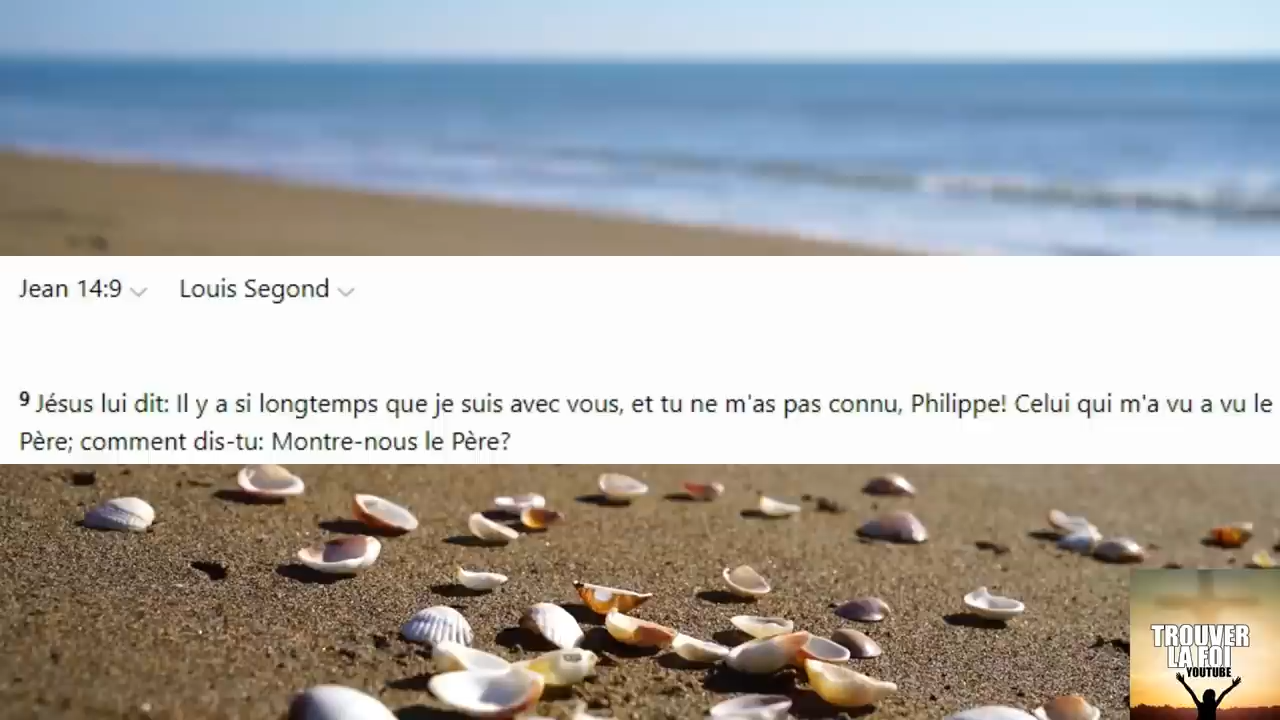 Jean 14:9 Louis Segond
9 Jésus lui dit: Il y a si longtemps que je suis avec vous, et tu ne m'as pas connu, Philippe! Celui qui m'a vu a vu le
Père; comment dis-tu: Montre-nous le Père?
TROUVER
LA FOI
YOUTUBE